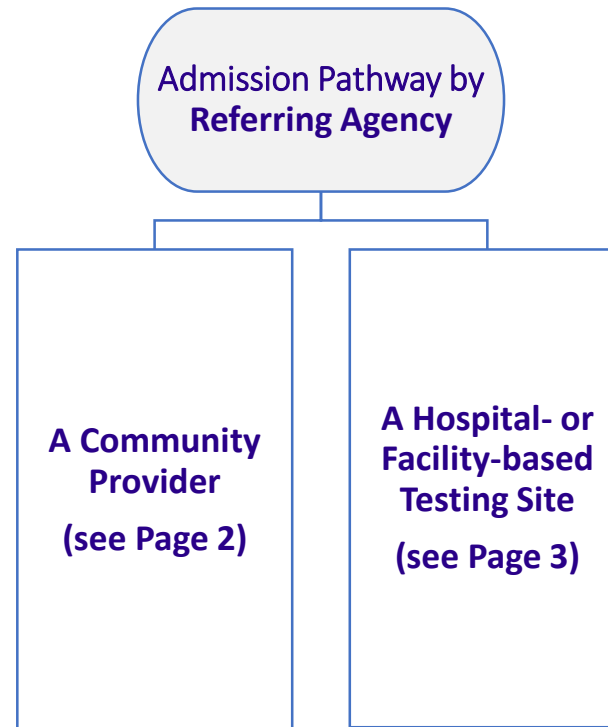 Admission Pathway by
Referring Agency
A Community
Provider
(see Page 2)
A Hospital- or
Facility-based
Testing Site
(see Page 3)